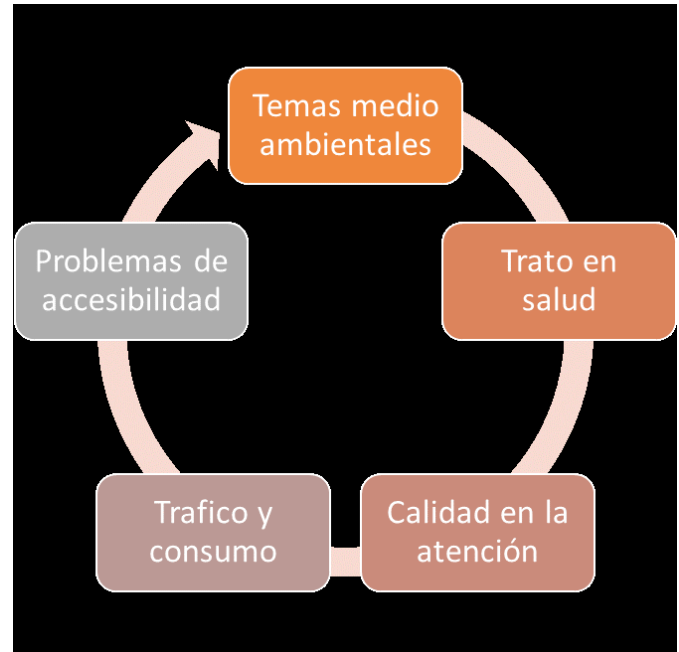 Temas medio
ambientales
Trato en
salud
Calidad en la
atención
Trafico y
consumo
Problemas de
accesibilidad